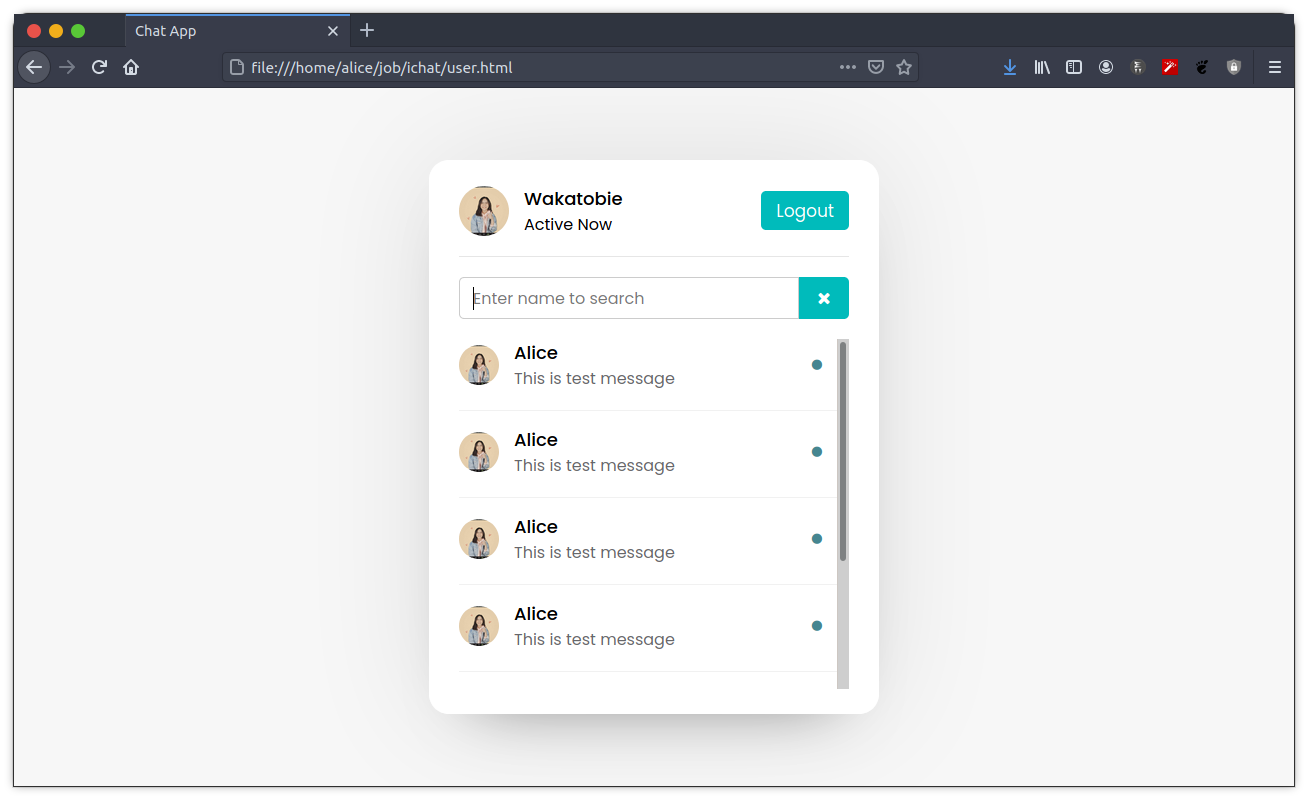 Chat App
file:///home/alice/job/ichat/user.html
Wakatobie
Active Now
Logout
Enter name to search
Alice
This is test message
Alice
This is test message
Alice
This is test message
Alice
This is test message